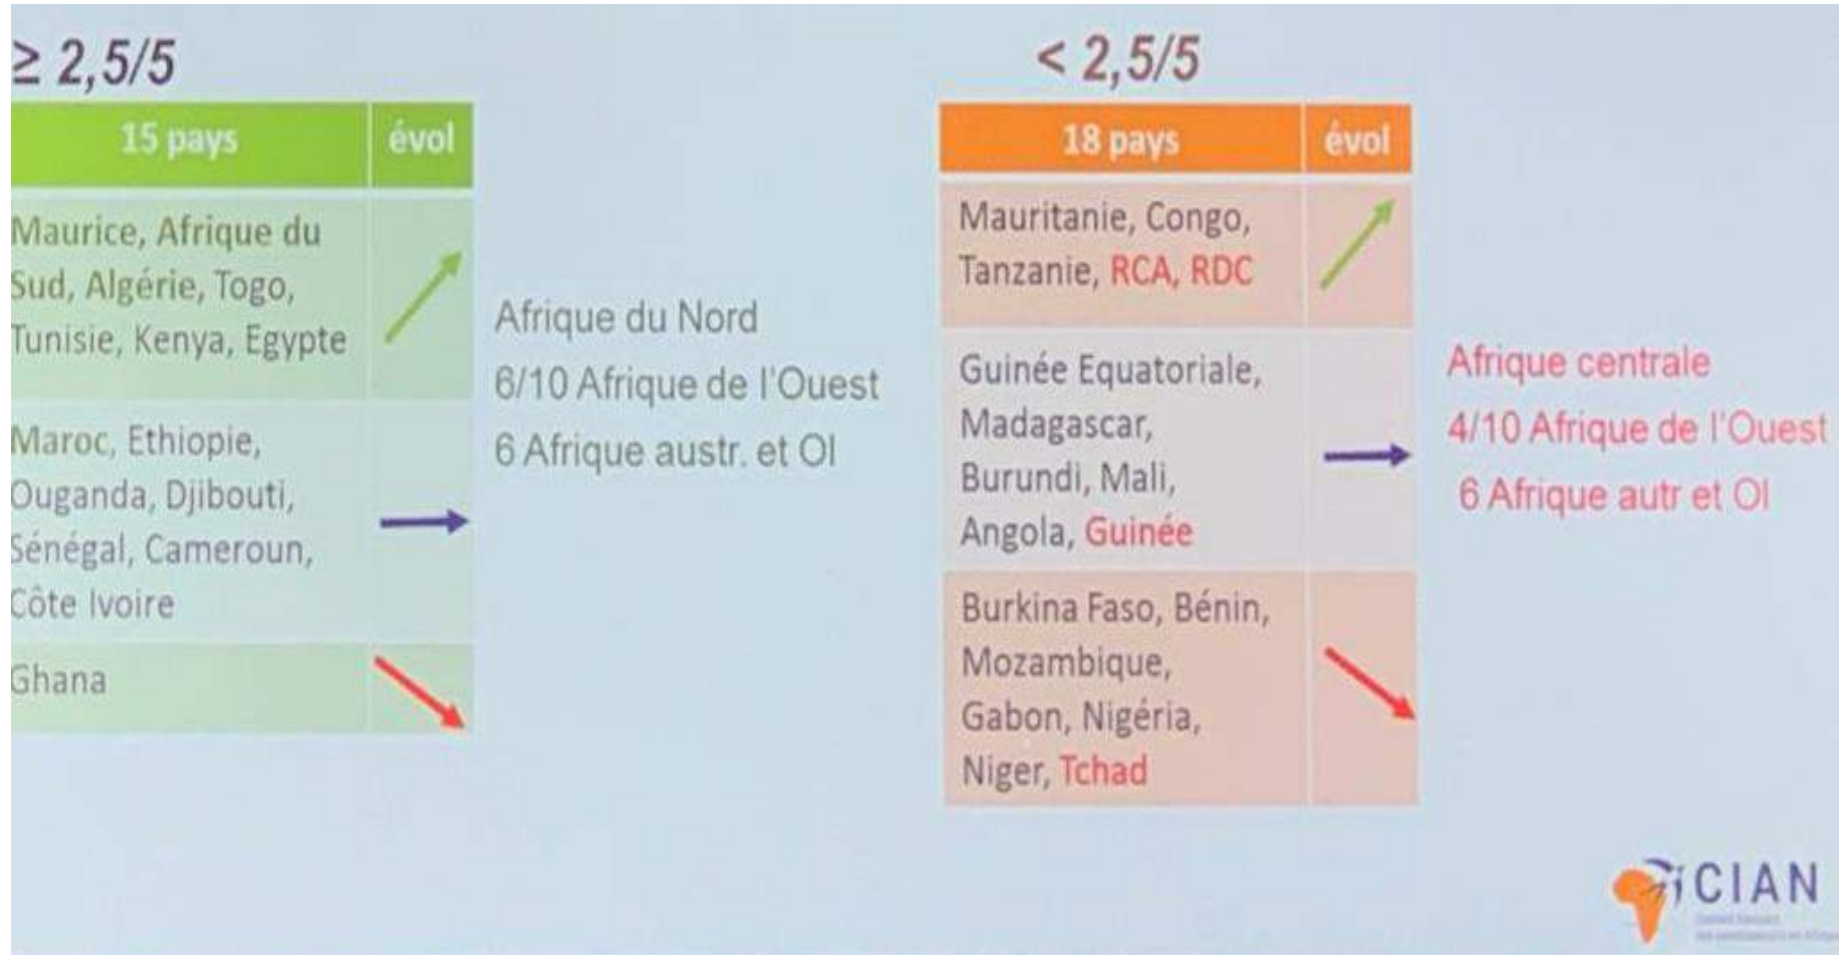 ≥ 2,5/5
15 pays
évol
Maurice, Afrique du
Sud, Algérie, Togo,
Tunisie, Kenya, Egypte
Maroc, Ethiopie,
Ouganda, Djibouti,
Sénégal, Cameroun,
Côte Ivoire
Ghana
Afrique du Nord
6/10 Afrique de l'Ouest
6 Afrique austr. et OI
< 2,5/5
18 pays
évol
Mauritanie, Congo,
Tanzanie, RCA, RDC
Guinée Equatoriale,
Madagascar,
Burundi, Mali,
Angola, Guinée
Burkina Faso, Bénin,
Mozambique,
Gabon, Nigéria,
Niger, Tchad
Afrique centrale
4/10 Afrique de l'Ouest
6 Afrique autr et OI
CIAN